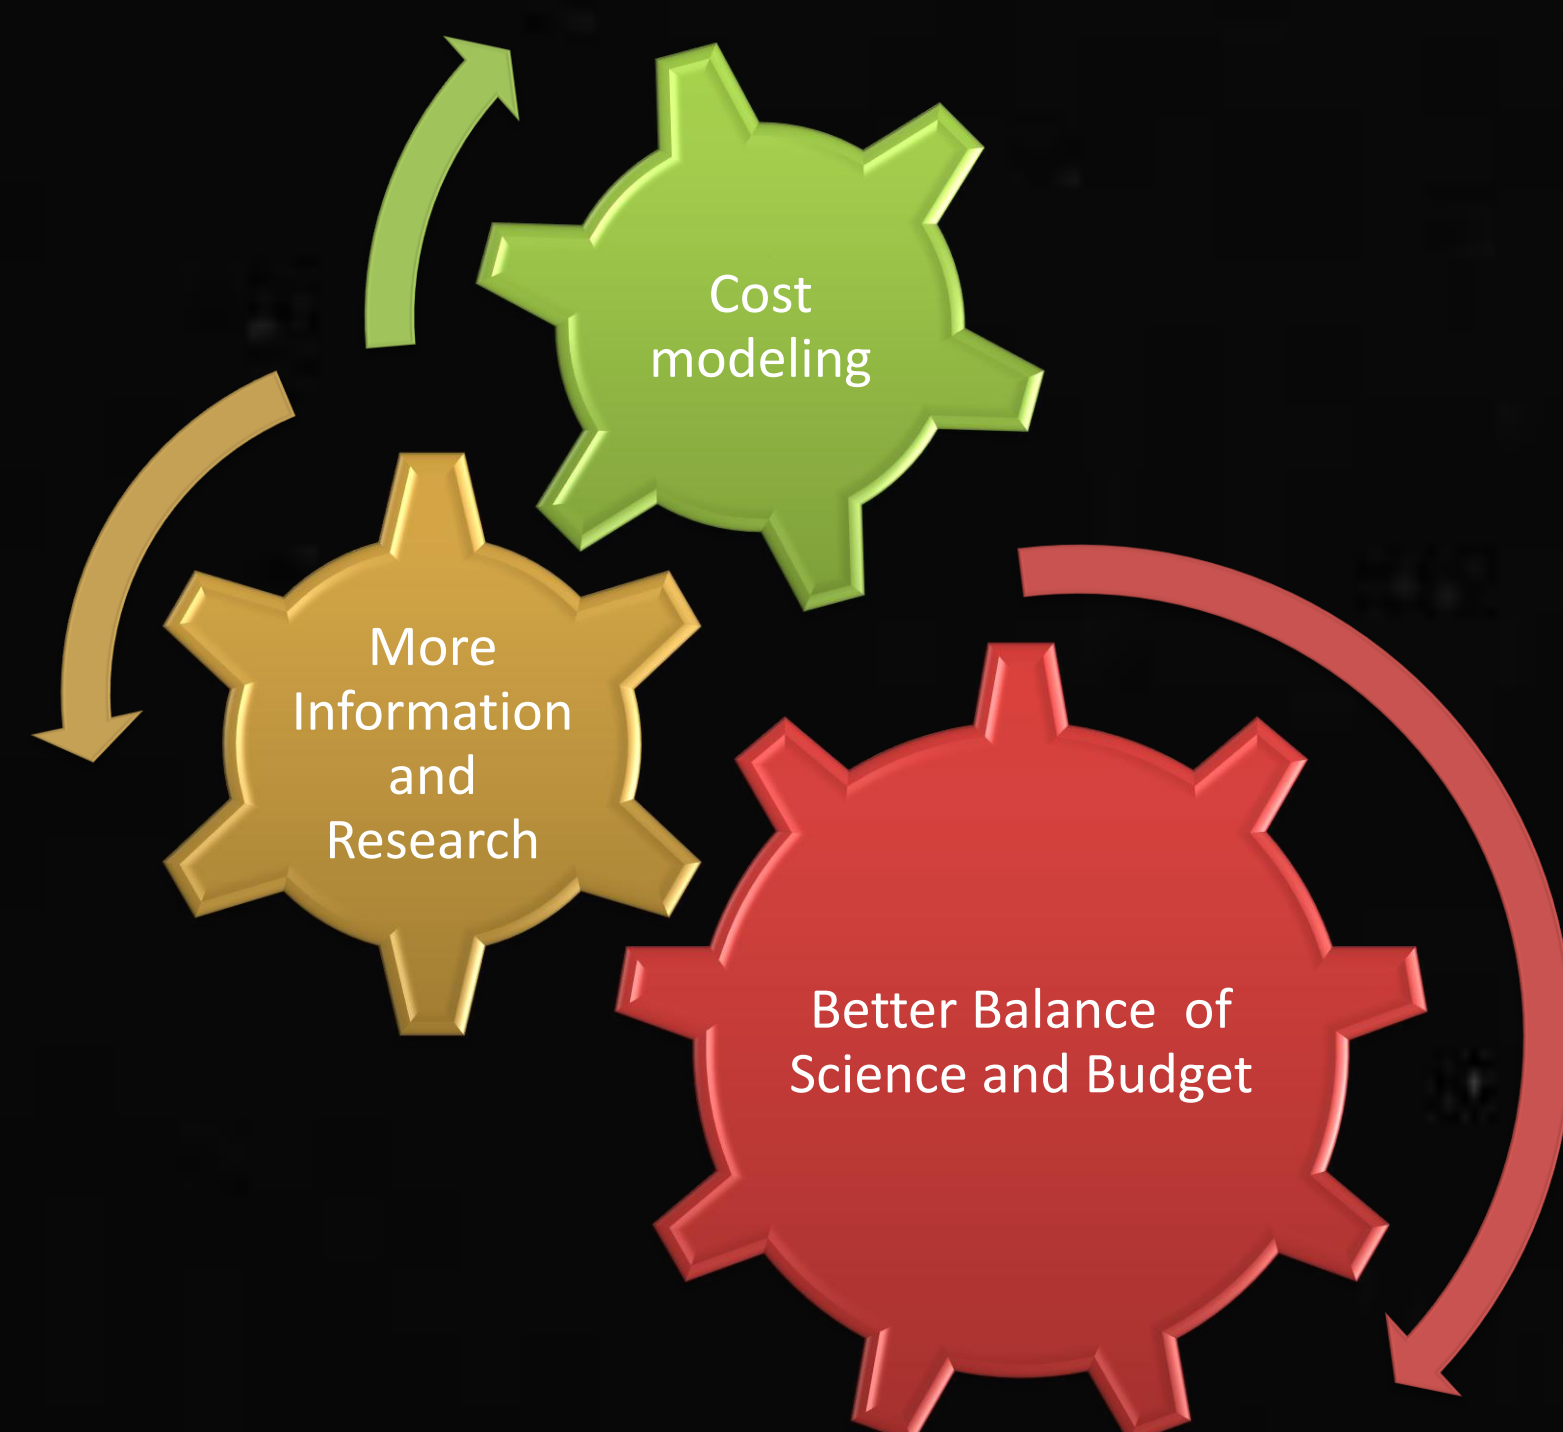 Cost
modeling
More
Information
and
Research
Better Balance  of
Science and Budget